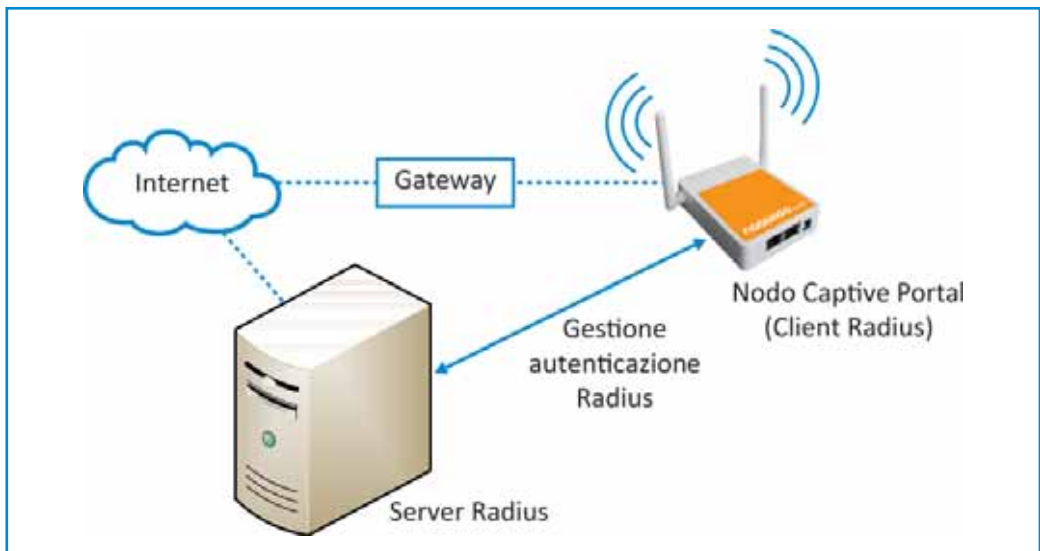 Internet
Gateway
Nodo Captive Portal
(Client Radius)
Gestione
autenticazione
Radius
Server Radius